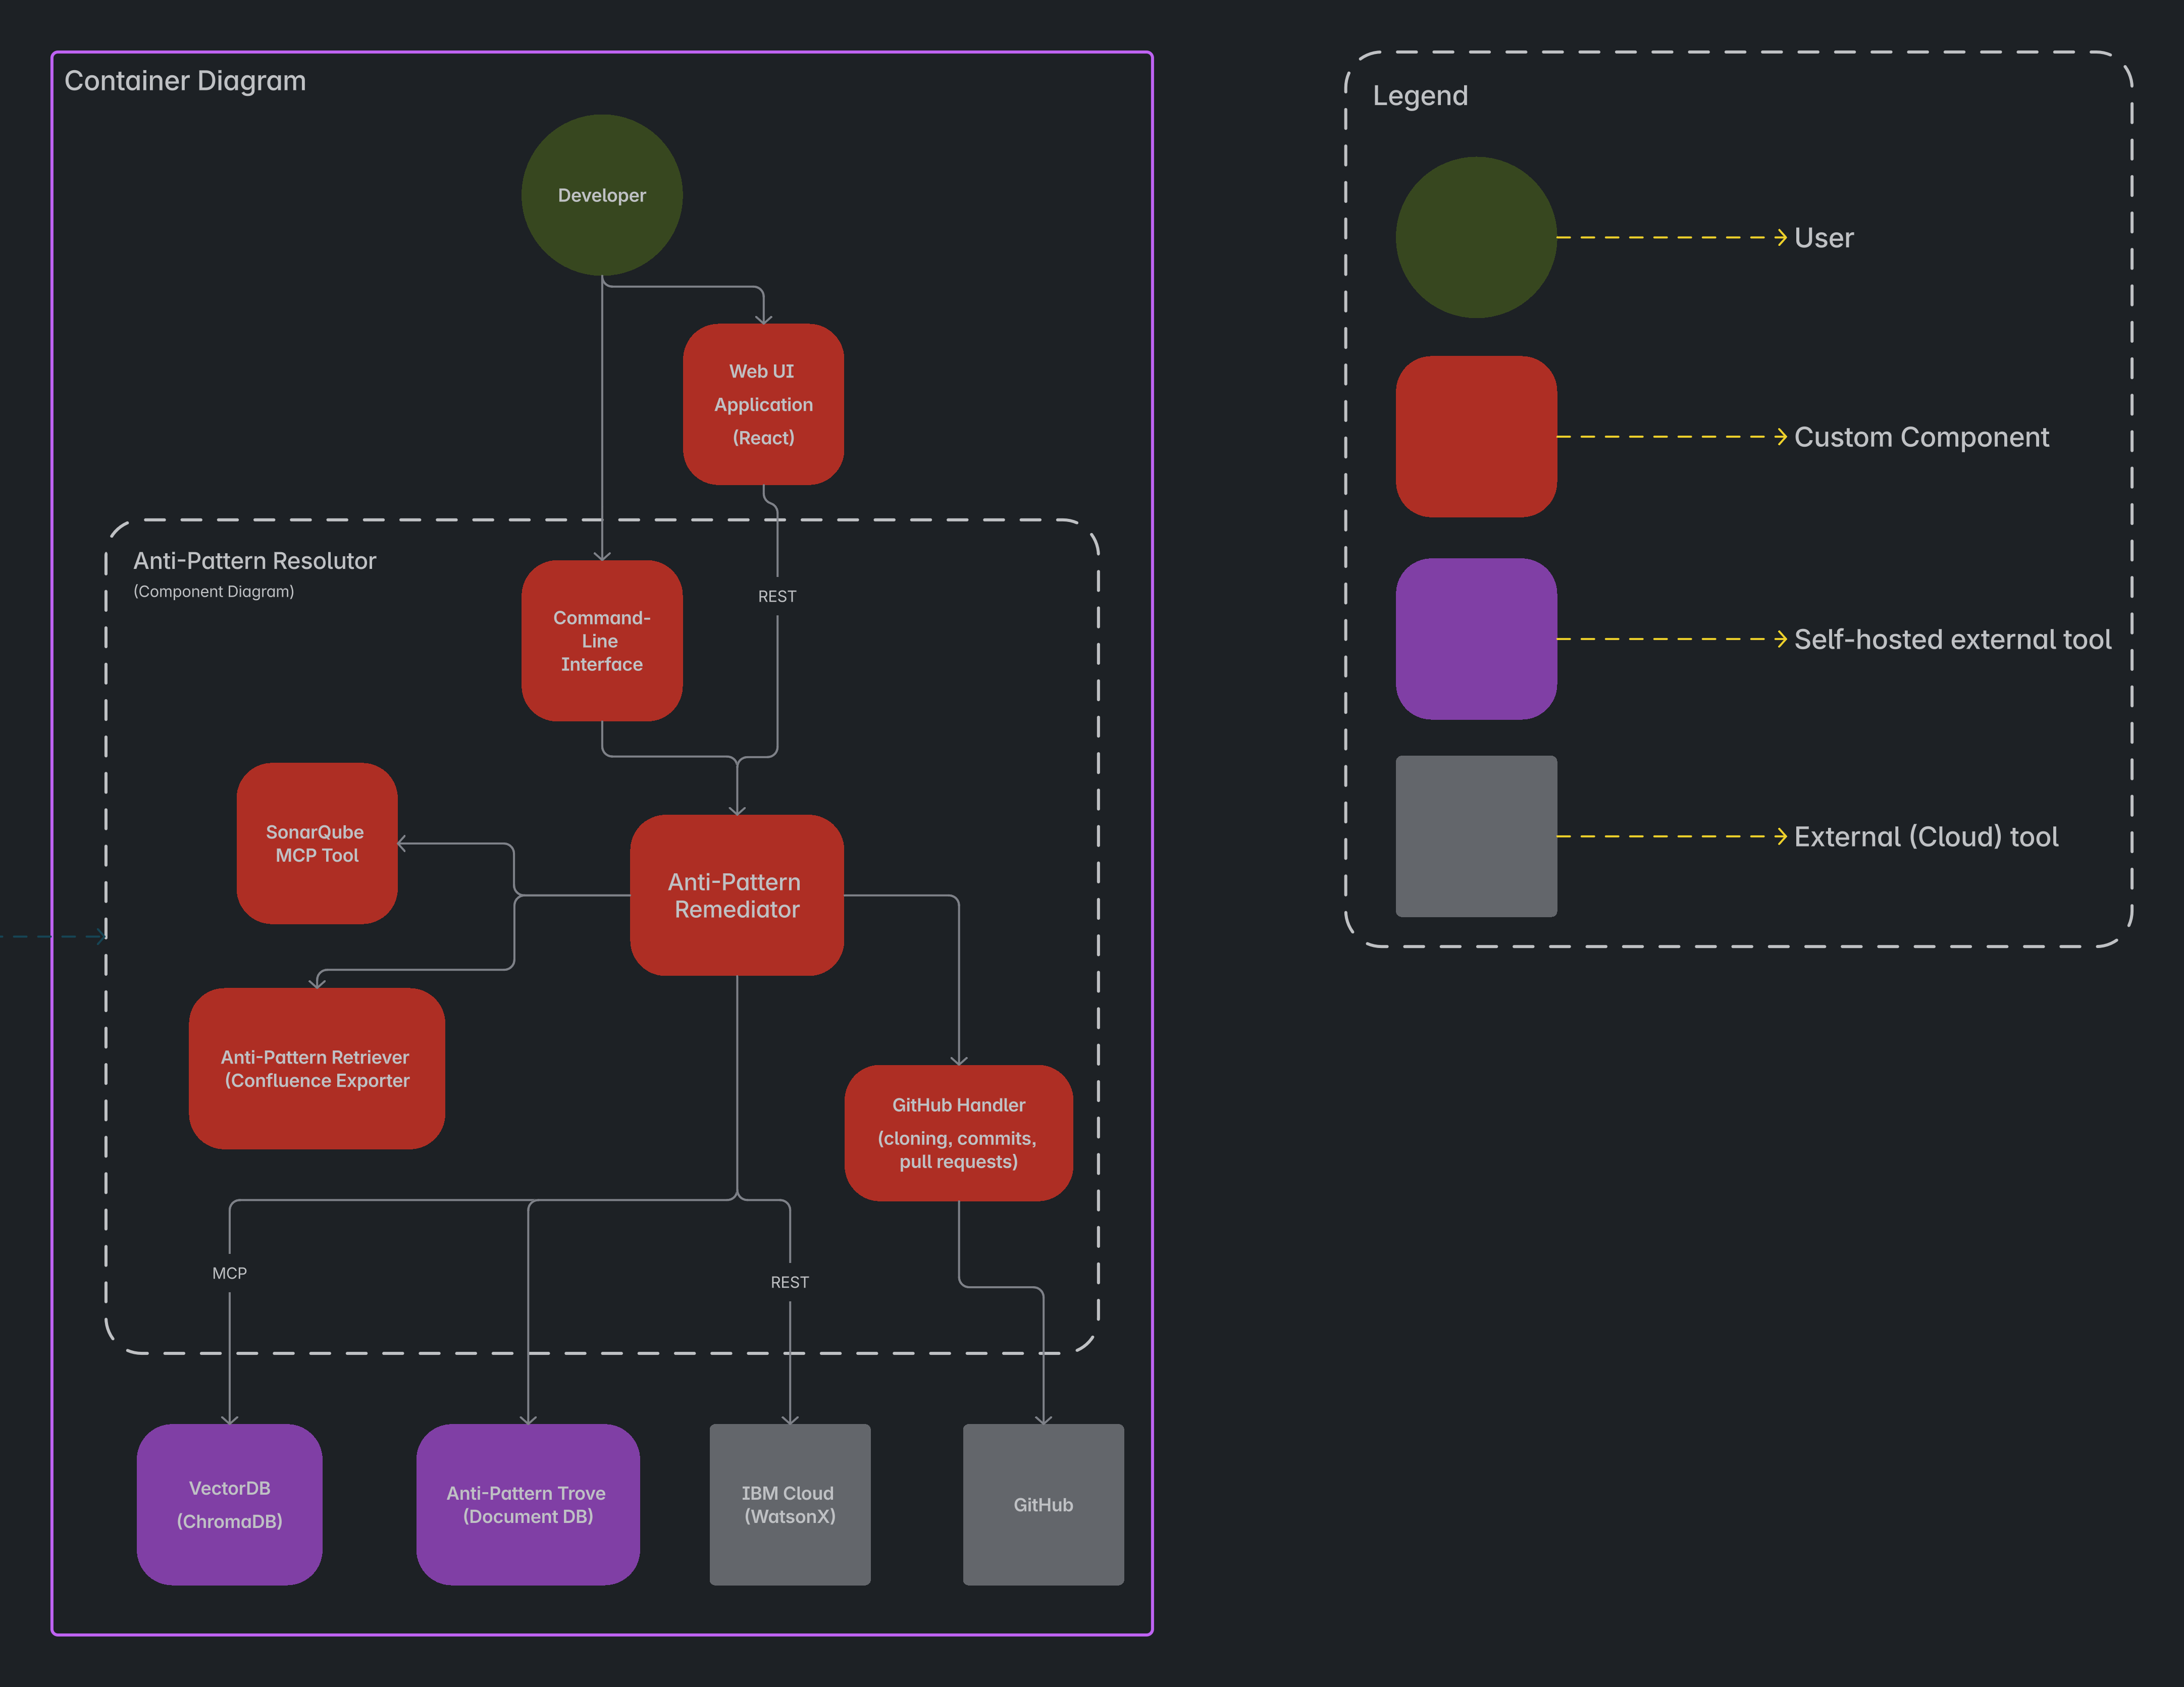 Container Diagram
Developer
Web UI
Application
(React)
Anti-Pattern Resolutor
(Component Diagram)
Command-
Line
Interface
REST
SonarQube
MCP Tool
Anti-Pattern
Remediator
Anti-Pattern Retriever
(Confluence Exporter
GitHub Handler
(cloning, commits,
pull requests)
MCP
REST
VectorDB
(ChromaDB)
Anti-Pattern Trove
(Document DB)
IBM Cloud
(WatsonX)
GitHub
Legend
User
Custom Component
Self-hosted external tool
External (Cloud) tool